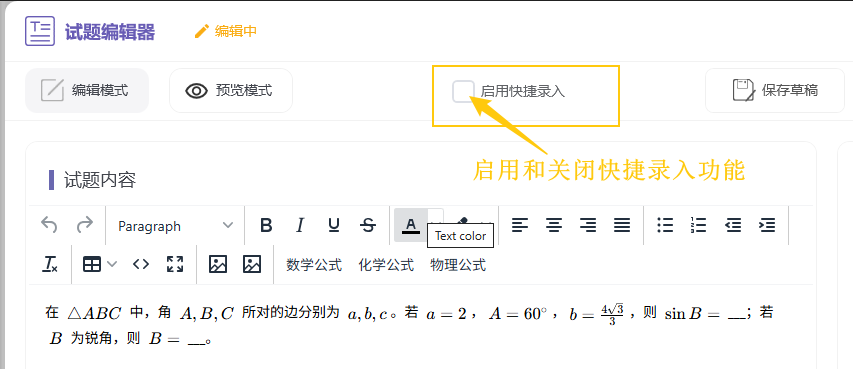 试题编辑器 编辑中
编辑模式 预览模式 启用快捷录入 保存草稿
启用和关闭快捷录入功能
试题内容
Paragraph B I U S A Text color
数学公式 化学公式 物理公式
在 △ABC 中，角 A, B, C 所对的边分别为 a, b, c。若 a = 2，A = 60°，b = \frac{4\sqrt{3}}{3}，则 sin B = ___；若
B 为锐角，则 B = ___。